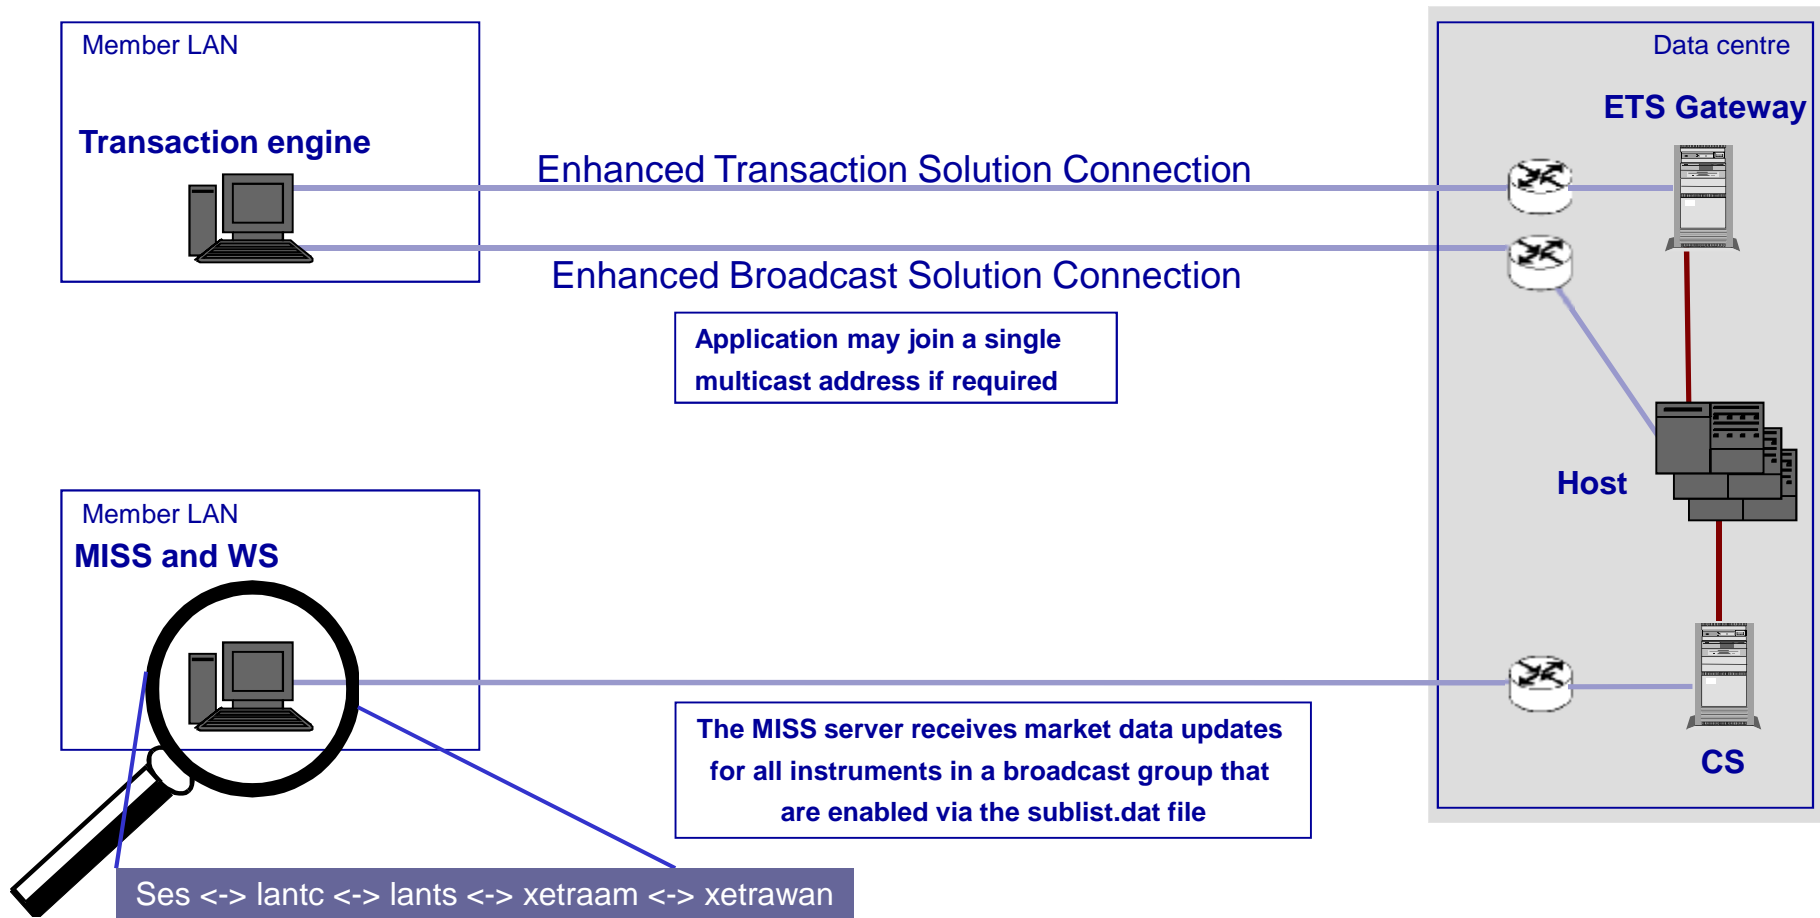 Member LAN
Transaction engine
Enhanced Transaction Solution Connection
Enhanced Broadcast Solution Connection
Application may join a single
multicast address if required
Data centre
ETS Gateway
Host
Member LAN
MISS and WS
The MISS server receives market data updates
for all instruments in a broadcast group that
are enabled via the sublist.dat file
CS
Ses <-> lantc <-> lants <-> xetraam <-> xetrawan